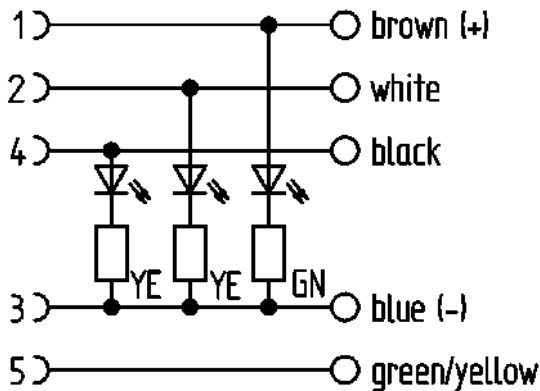 1 brown (+)
2 white
4 black
YE YE GN
3 blue (-)
5 green/yellow